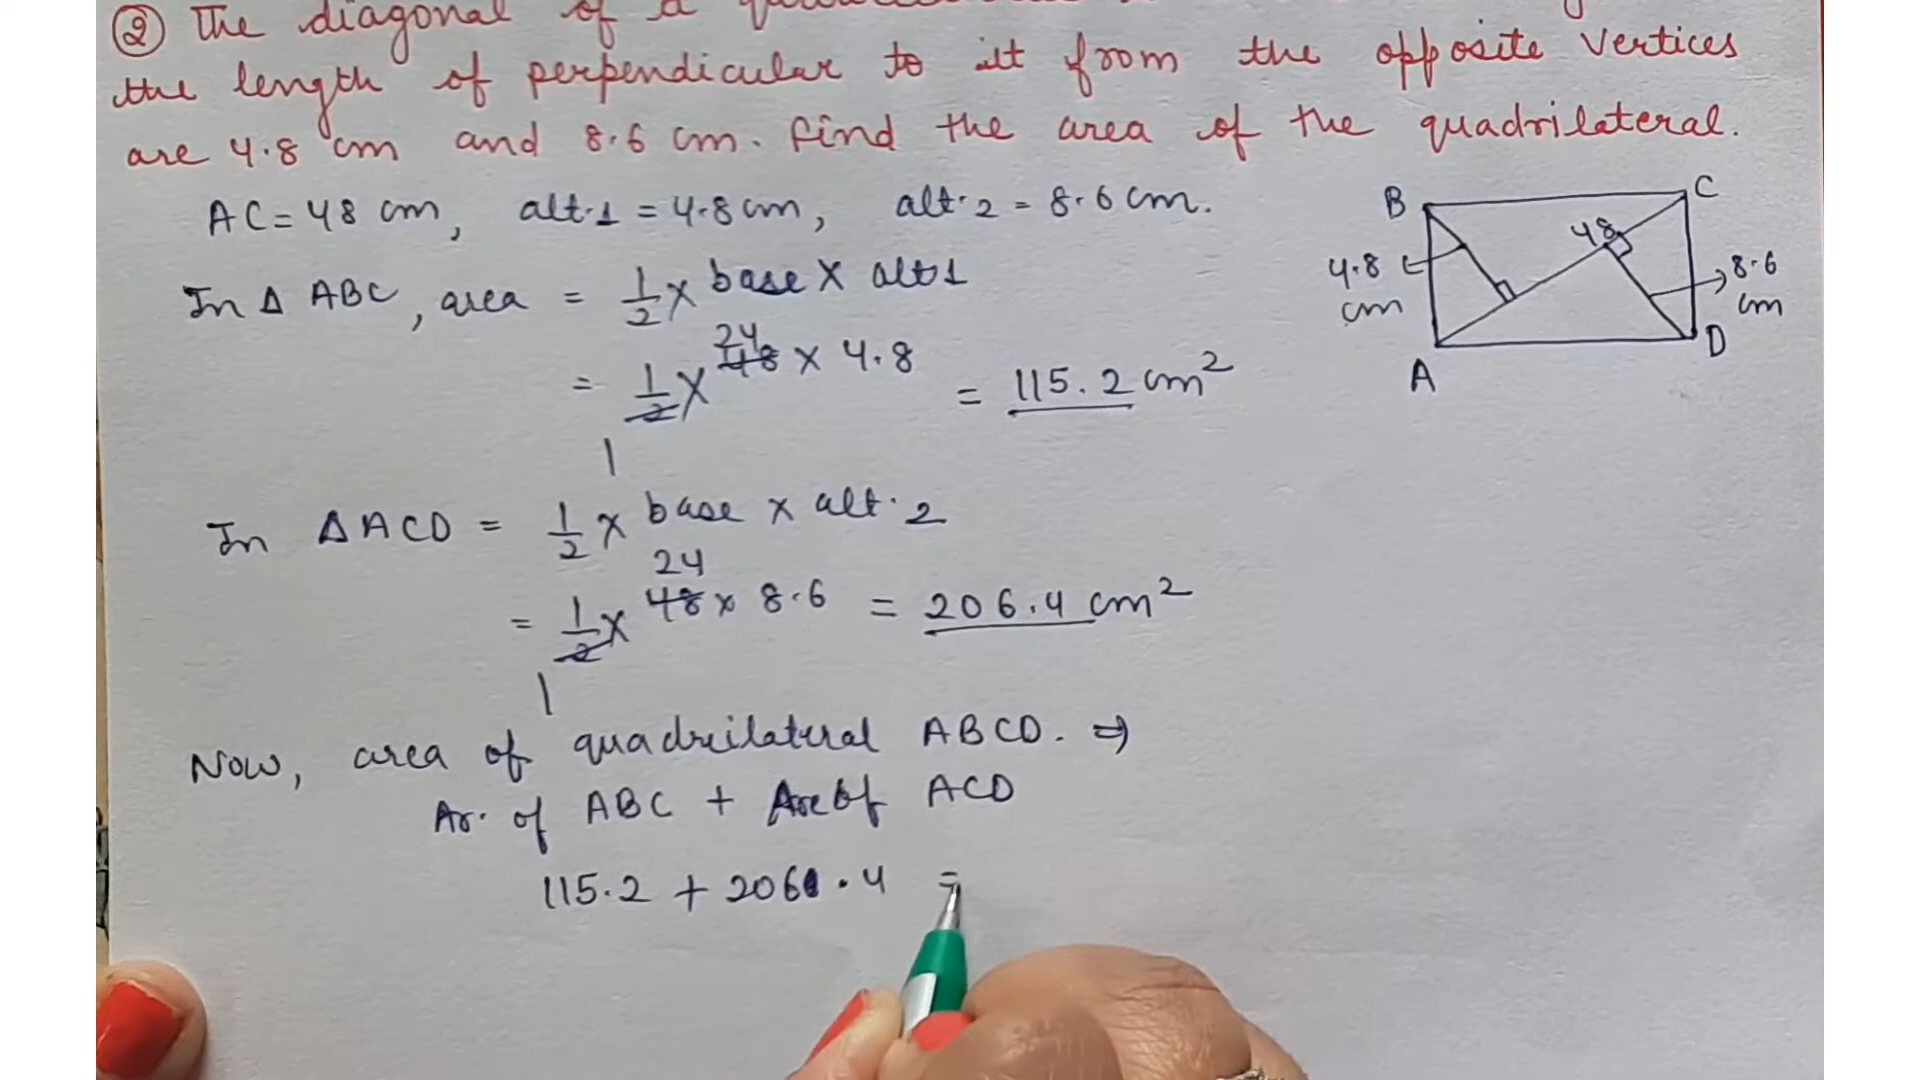 ② The diagonal of a
the length of perpendicular to it from the opposite vertices
are 4.8 cm and 8.6 cm. find the area of the quadrilateral.
AC = 48 cm, alt.1 = 4.8 cm, alt.2 = 8.6 cm.
B C
48
4.8 cm
8.6 cm
A D
In Δ ABC, area = 1/2 × base × alt 1
24
= 1/2 × 48 × 4.8 = 115.2 cm²
1
In Δ ACD = 1/2 × base × alt. 2
24
= 1/2 × 48 × 8.6 = 206.4 cm²
1
Now, area of quadrilateral ABCD. ⇒
Ar. of ABC + Are of ACD
115.2 + 206.4 =